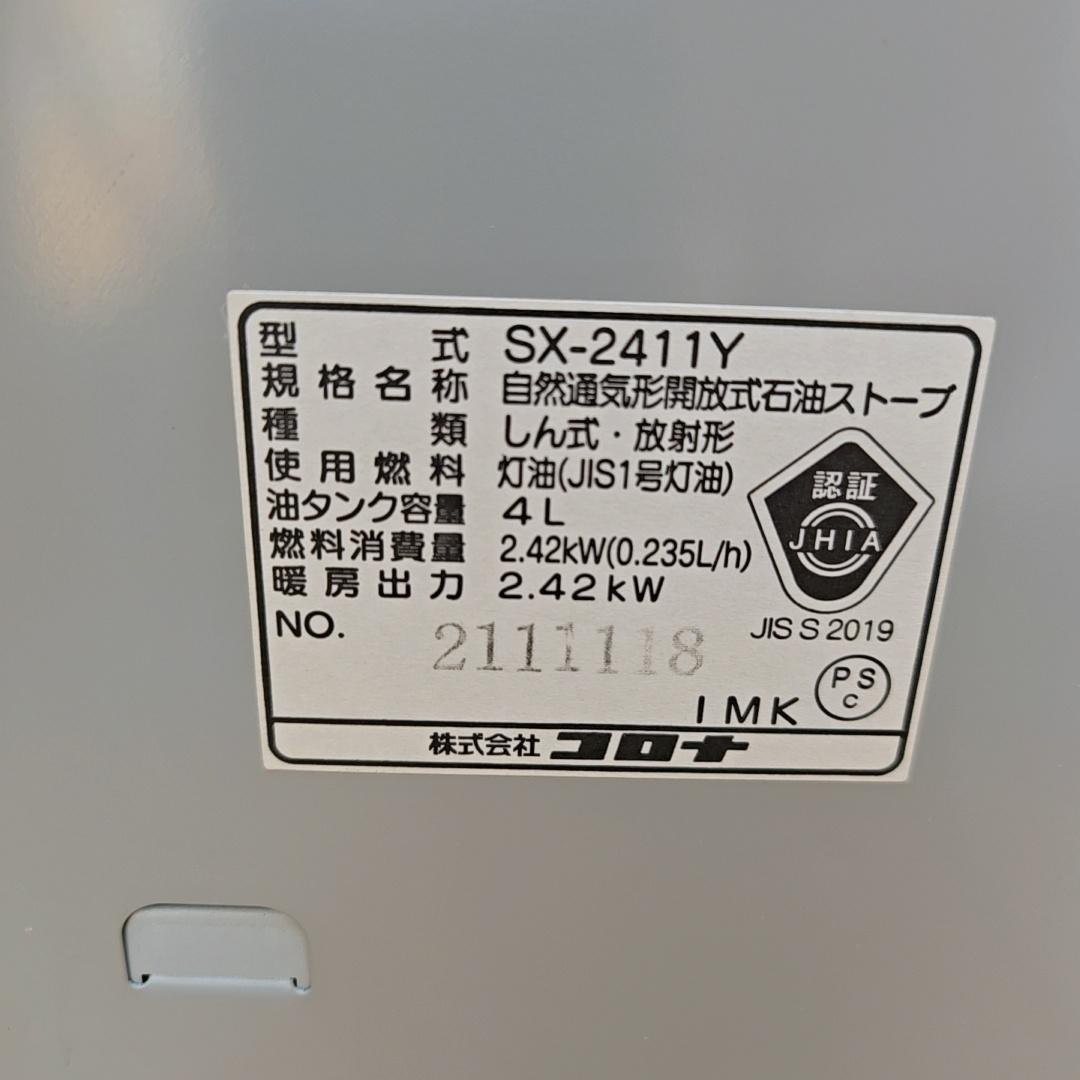 型式 SX-2411Y
規格名称 自然通気形開放式石油ストーブ
種類 しん式・放射形
使用燃料 灯油(JIS1号灯油)
油タンク容量 4L
燃料消費量 2.42kW(0.235L/h)
暖房出力 2.42kW
認証
JHIA
JIS S 2019
NO. 2111118
PS
C
IMK
株式会社コロナ